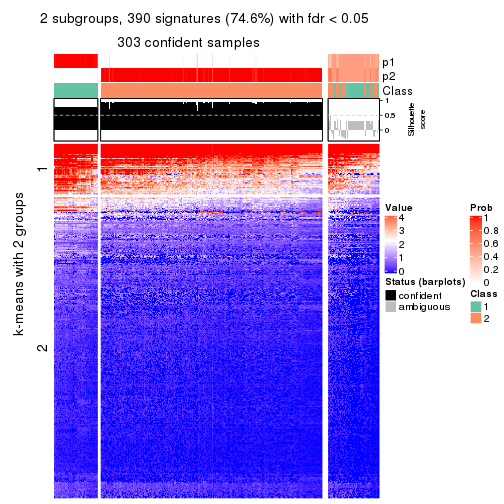 2 subgroups, 390 signatures (74.6%) with fdr < 0.05
303 confident samples
p1
p2
Class
1
0.5
0
Silhouette
score
k-means with 2 groups
1
2
Value
4
3
2
1
0
Status (barplots)
confident
ambiguous
Prob
1
0.8
0.6
0.4
0.2
0
Class
1
2